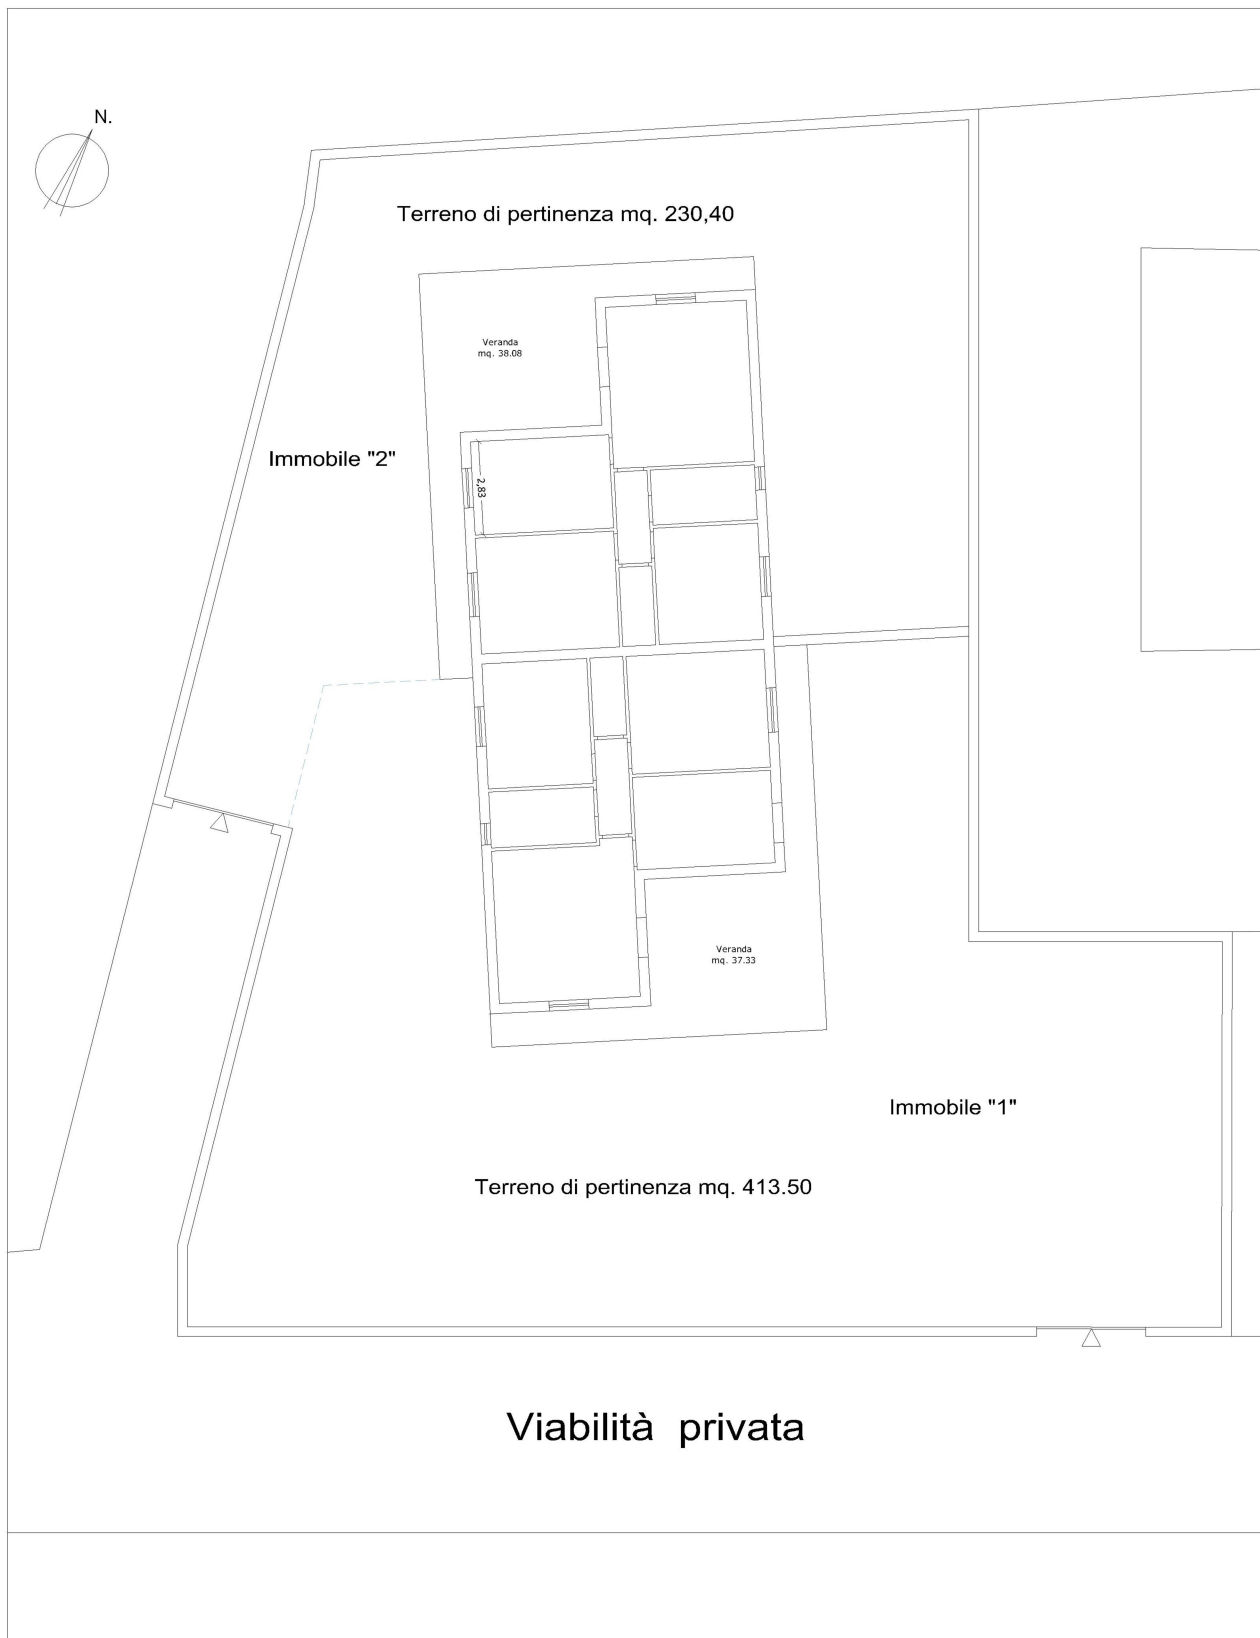 N.
Terreno di pertinenza mq. 230,40
Veranda
mq. 38.08
Immobile "2"
2,83
Veranda
mq. 37.33
Immobile "1"
Terreno di pertinenza mq. 413.50
Viabilità privata